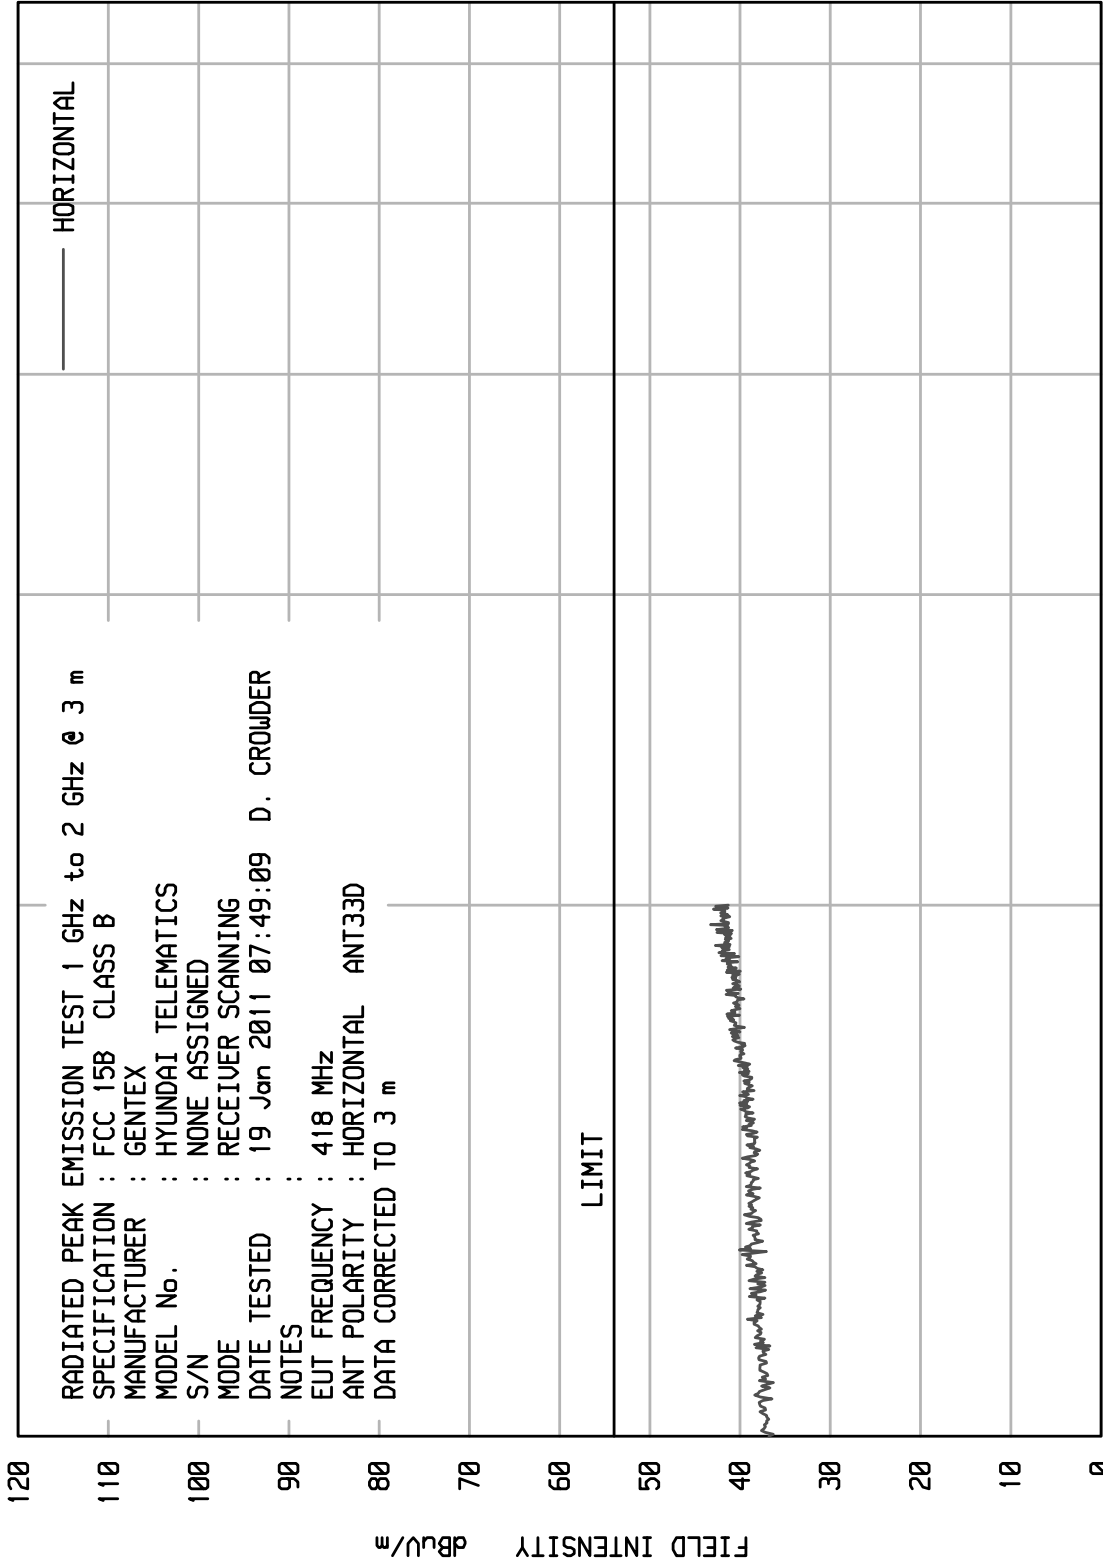 RADIATED PEAK EMISSION TEST 1 GHz to 2 GHz @ 3 m
SPECIFICATION : FCC 15B CLASS B
MANUFACTURER : GENTEX
MODEL No. : HYUNDAI TELEMATICS
S/N : NONE ASSIGNED
MODE : RECEIVER SCANNING
DATE TESTED : 19 Jan 2011 07:49:09 D. CROWDER
NOTES :
EUT FREQUENCY : 418 MHz
ANT POLARITY : HORIZONTAL ANT33D
DATA CORRECTED TO 3 m
HORIZONTAL
LIMIT
120
110
100
90
80
70
60
50
40
30
20
10
0
FIELD INTENSITY dBuV/m